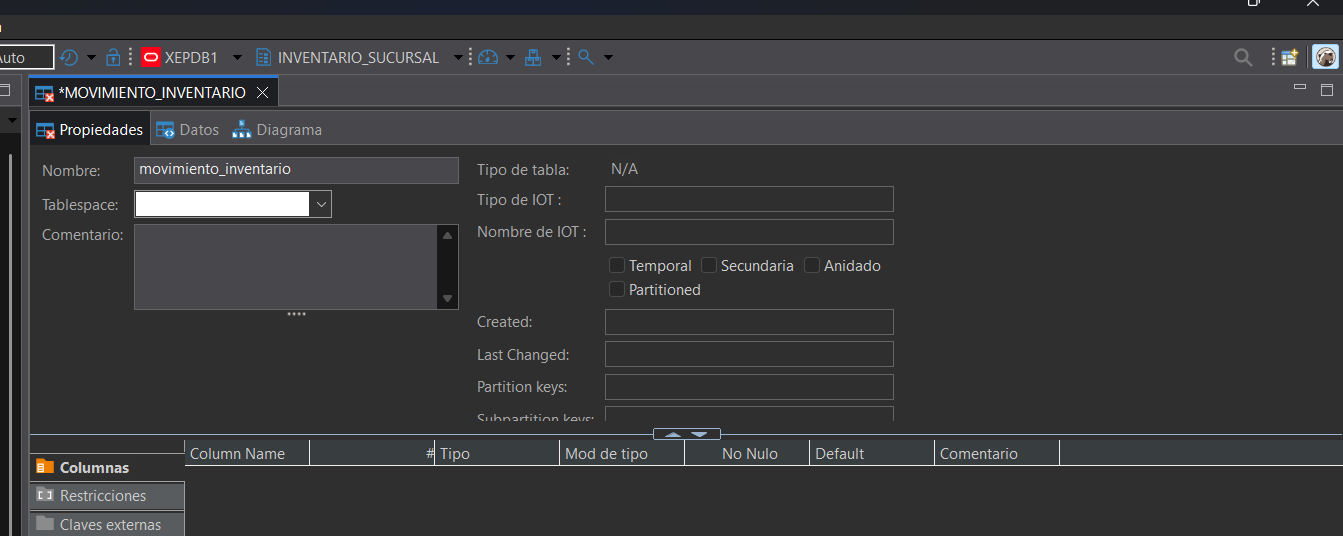 Auto XEPDB1 INVENTARIO_SUCURSAL
*MOVIMIENTO_INVENTARIO
Propiedades Datos Diagrama
Nombre: movimiento_inventario
Tablespace:
Comentario:
Tipo de tabla: N/A
Tipo de IOT :
Nombre de IOT :
Temporal Secundaria Anidado
Partitioned
Created:
Last Changed:
Partition keys:
Subpartition keys:
Column Name # Tipo Mod de tipo No Nulo Default Comentario
Columnas
Restricciones
Claves externas